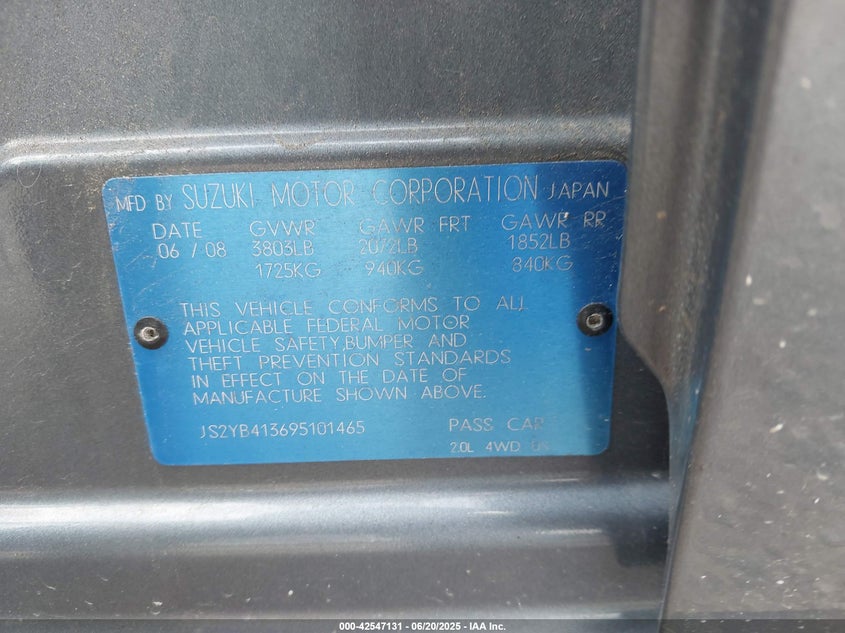 MFD BY SUZUKI MOTOR CORPORATION JAPAN
DATE GVWR GAWR FRT GAWR RR
06 / 08 3803LB 2072LB 1852LB
1725KG 940KG 840KG
THIS VEHICLE CONFORMS TO ALL
APPLICABLE FEDERAL MOTOR
VEHICLE SAFETY,BUMPER AND
THEFT PREVENTION STANDARDS
IN EFFECT ON THE DATE OF
MANUFACTURE SHOWN ABOVE.
JS2YB413695101465 PASS CAR
2.0L 4WD US
000-42547131 - 06/20/2025 - IAA Inc.